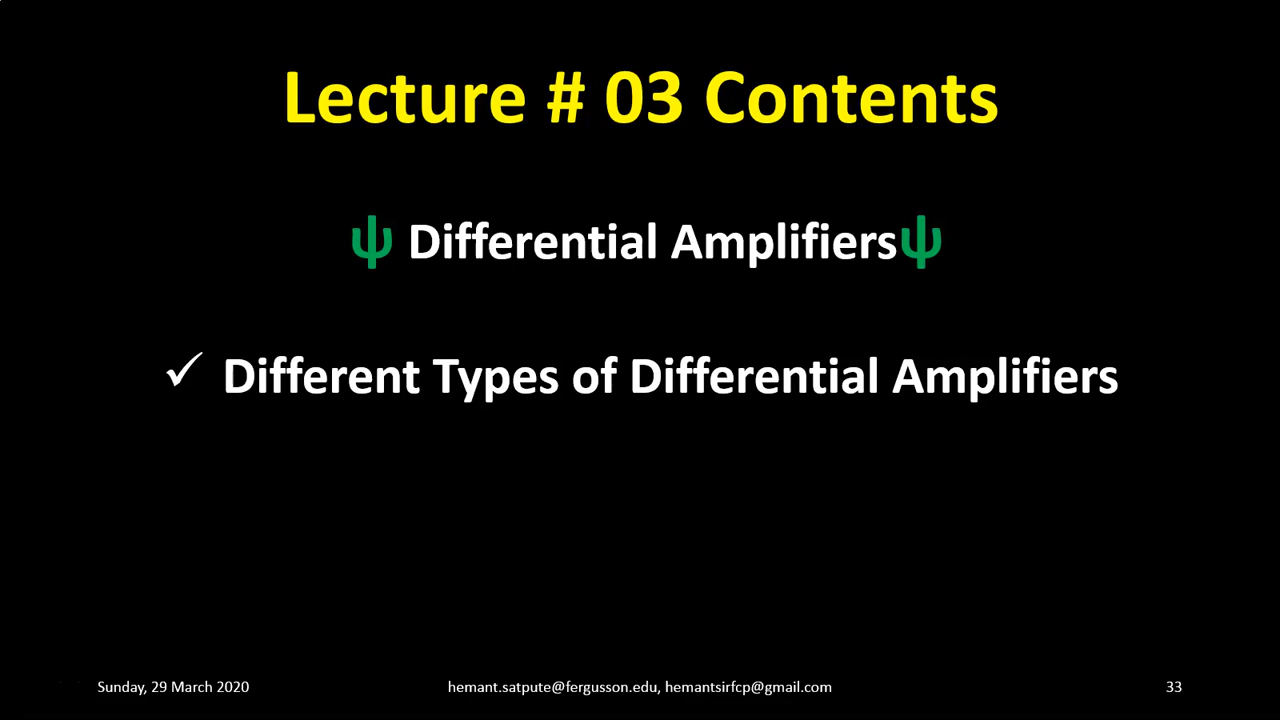 Lecture # 03 Contents
ψ Differential Amplifiersψ
✓ Different Types of Differential Amplifiers
Sunday, 29 March 2020 hemant.satpute@fergusson.edu, hemantsirfcp@gmail.com 33